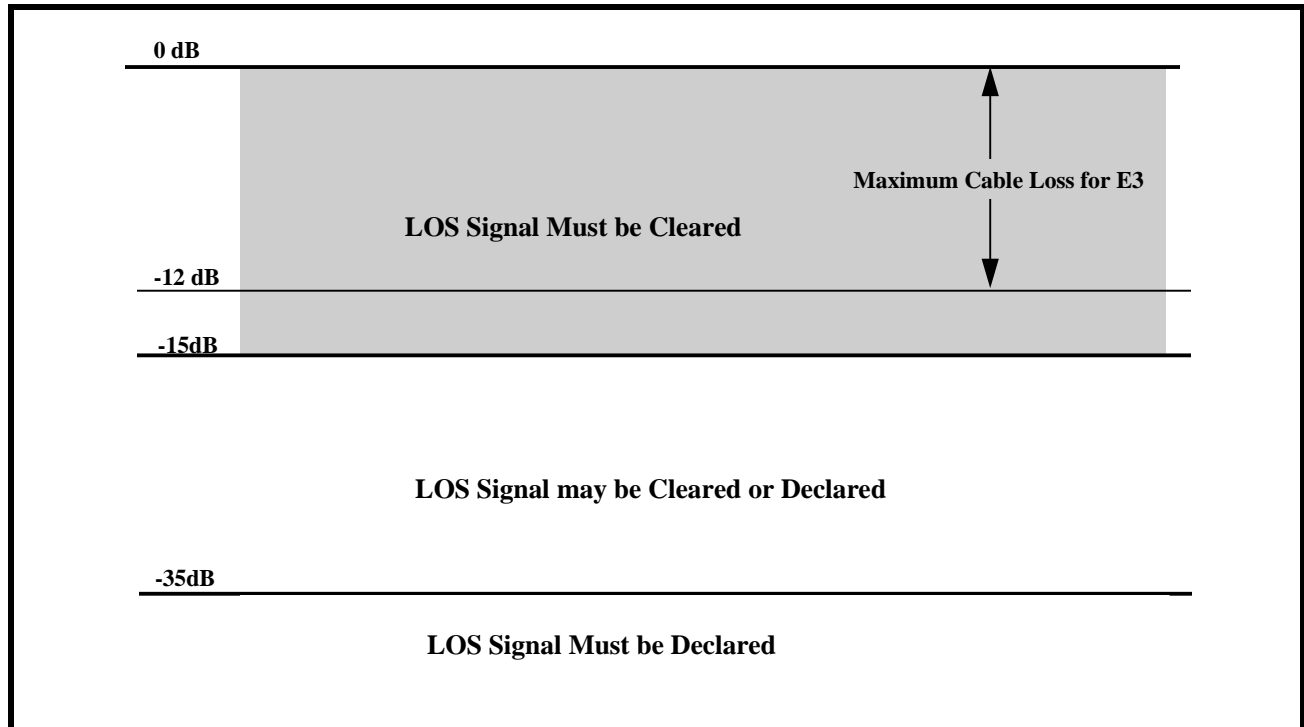 0 dB
Maximum Cable Loss for E3
LOS Signal Must be Cleared
-12 dB
-15dB
LOS Signal may be Cleared or Declared
-35dB
LOS Signal Must be Declared